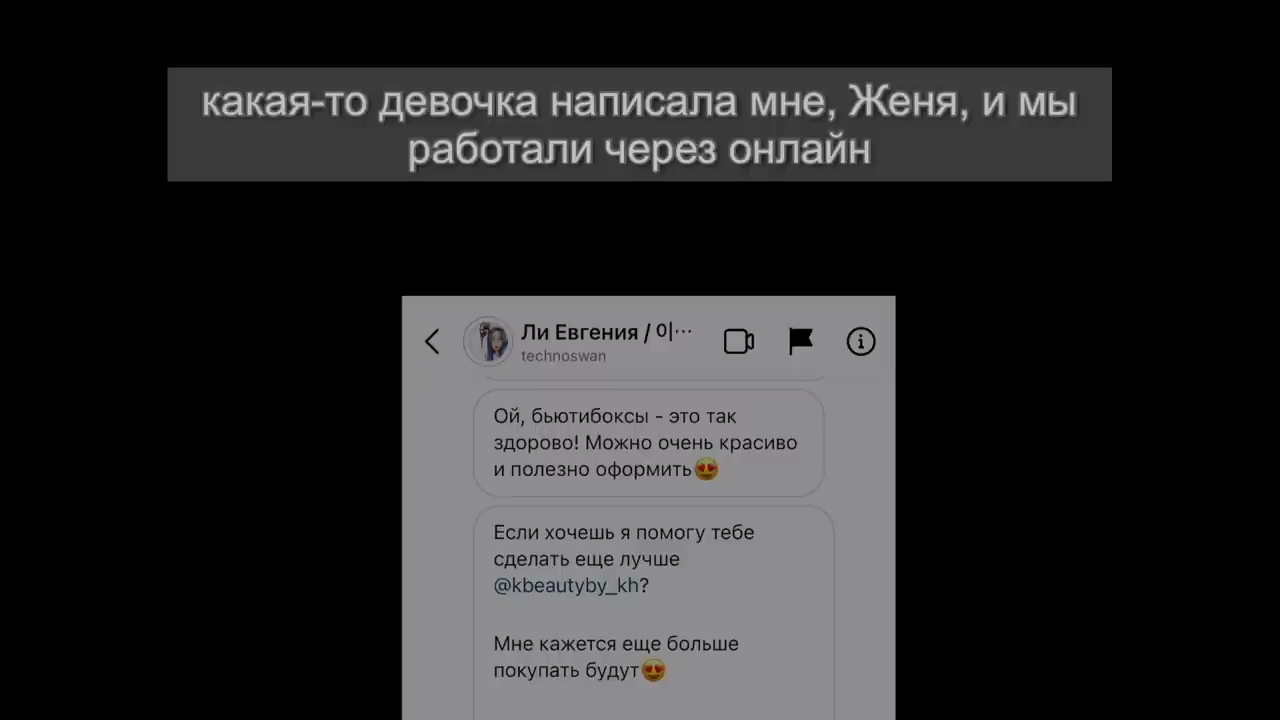 какая-то девочка написала мне, Женя, и мы
работали через онлайн
Ли Евгения / 이...
technoswan
Ой, бьютибоксы - это так
здорово! Можно очень красиво
и полезно оформить😍
Если хочешь я помогу тебе
сделать еще лучше
@kbeautyby_kh?
Мне кажется еще больше
покупать будут😍